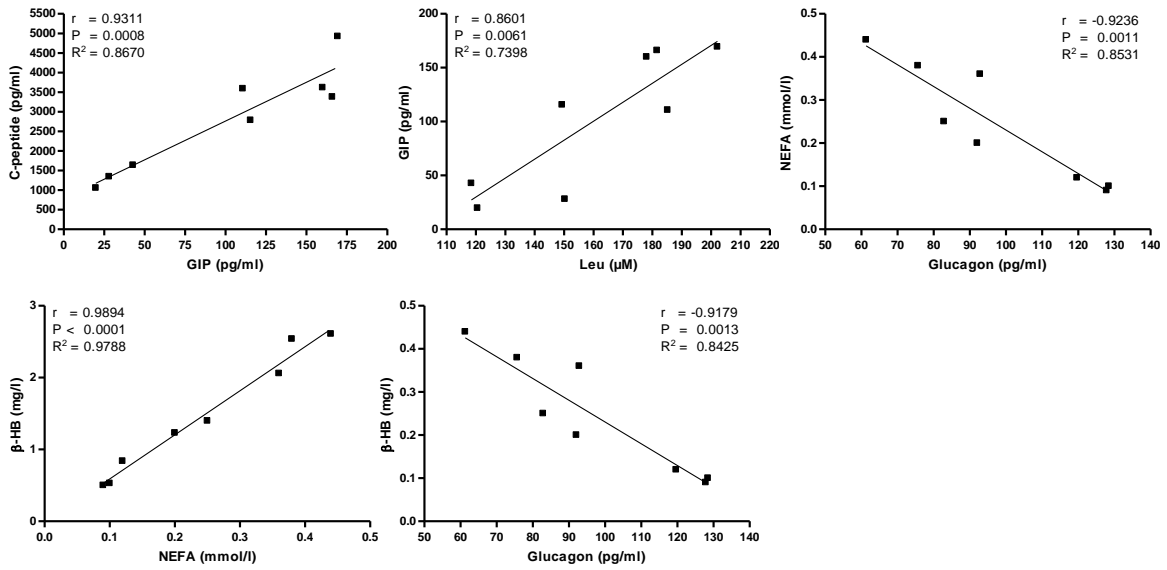 r = 0.9311
P = 0.0008
R² = 0.8670
5500
5000
4500
4000
3500
3000
2500
2000
1500
1000
500
0
C-peptide (pg/ml)
0 25 50 75 100 125 150 175 200
GIP (pg/ml)
r = 0.8601
P = 0.0061
R² = 0.7398
200
150
100
50
0
GIP (pg/ml)
110 120 130 140 150 160 170 180 190 200 210 220
Leu (µM)
r = -0.9236
P = 0.0011
R² = 0.8531
0.5
0.4
0.3
0.2
0.1
0.0
NEFA (mmol/l)
50 60 70 80 90 100 110 120 130 140
Glucagon (pg/ml)
r = 0.9894
P < 0.0001
R² = 0.9788
3
2
1
0
β-HB (mg/l)
0.0 0.1 0.2 0.3 0.4 0.5
NEFA (mmol/l)
r = -0.9179
P = 0.0013
R² = 0.8425
0.5
0.4
0.3
0.2
0.1
0.0
β-HB (mg/l)
50 60 70 80 90 100 110 120 130 140
Glucagon (pg/ml)